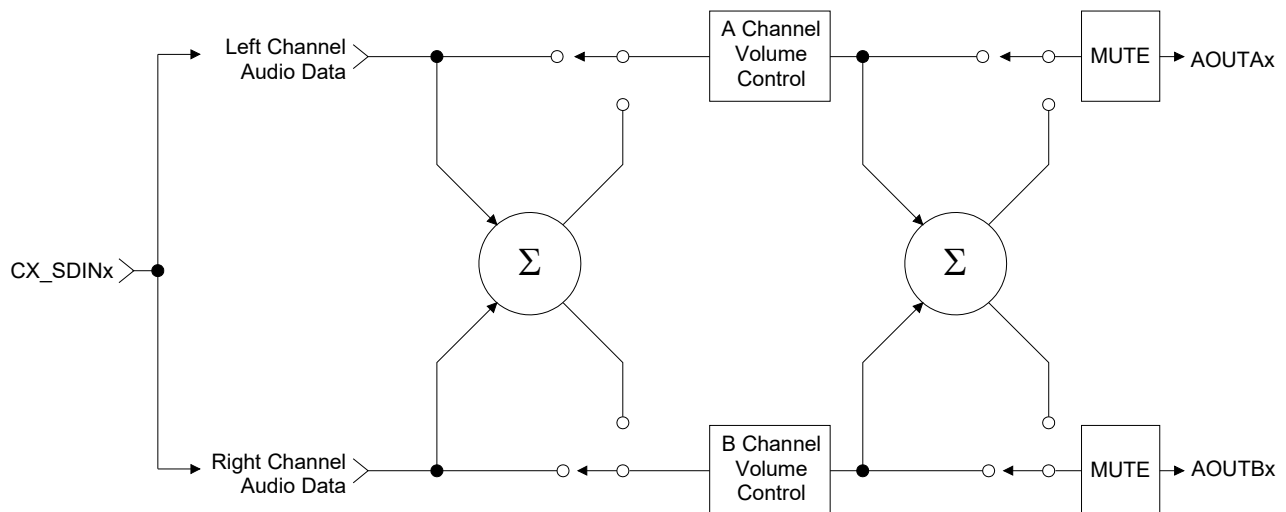 Left Channel
Audio Data
A Channel
Volume
Control
MUTE
AOUTAx
Σ
Σ
CX_SDINx
Right Channel
Audio Data
B Channel
Volume
Control
MUTE
AOUTBx